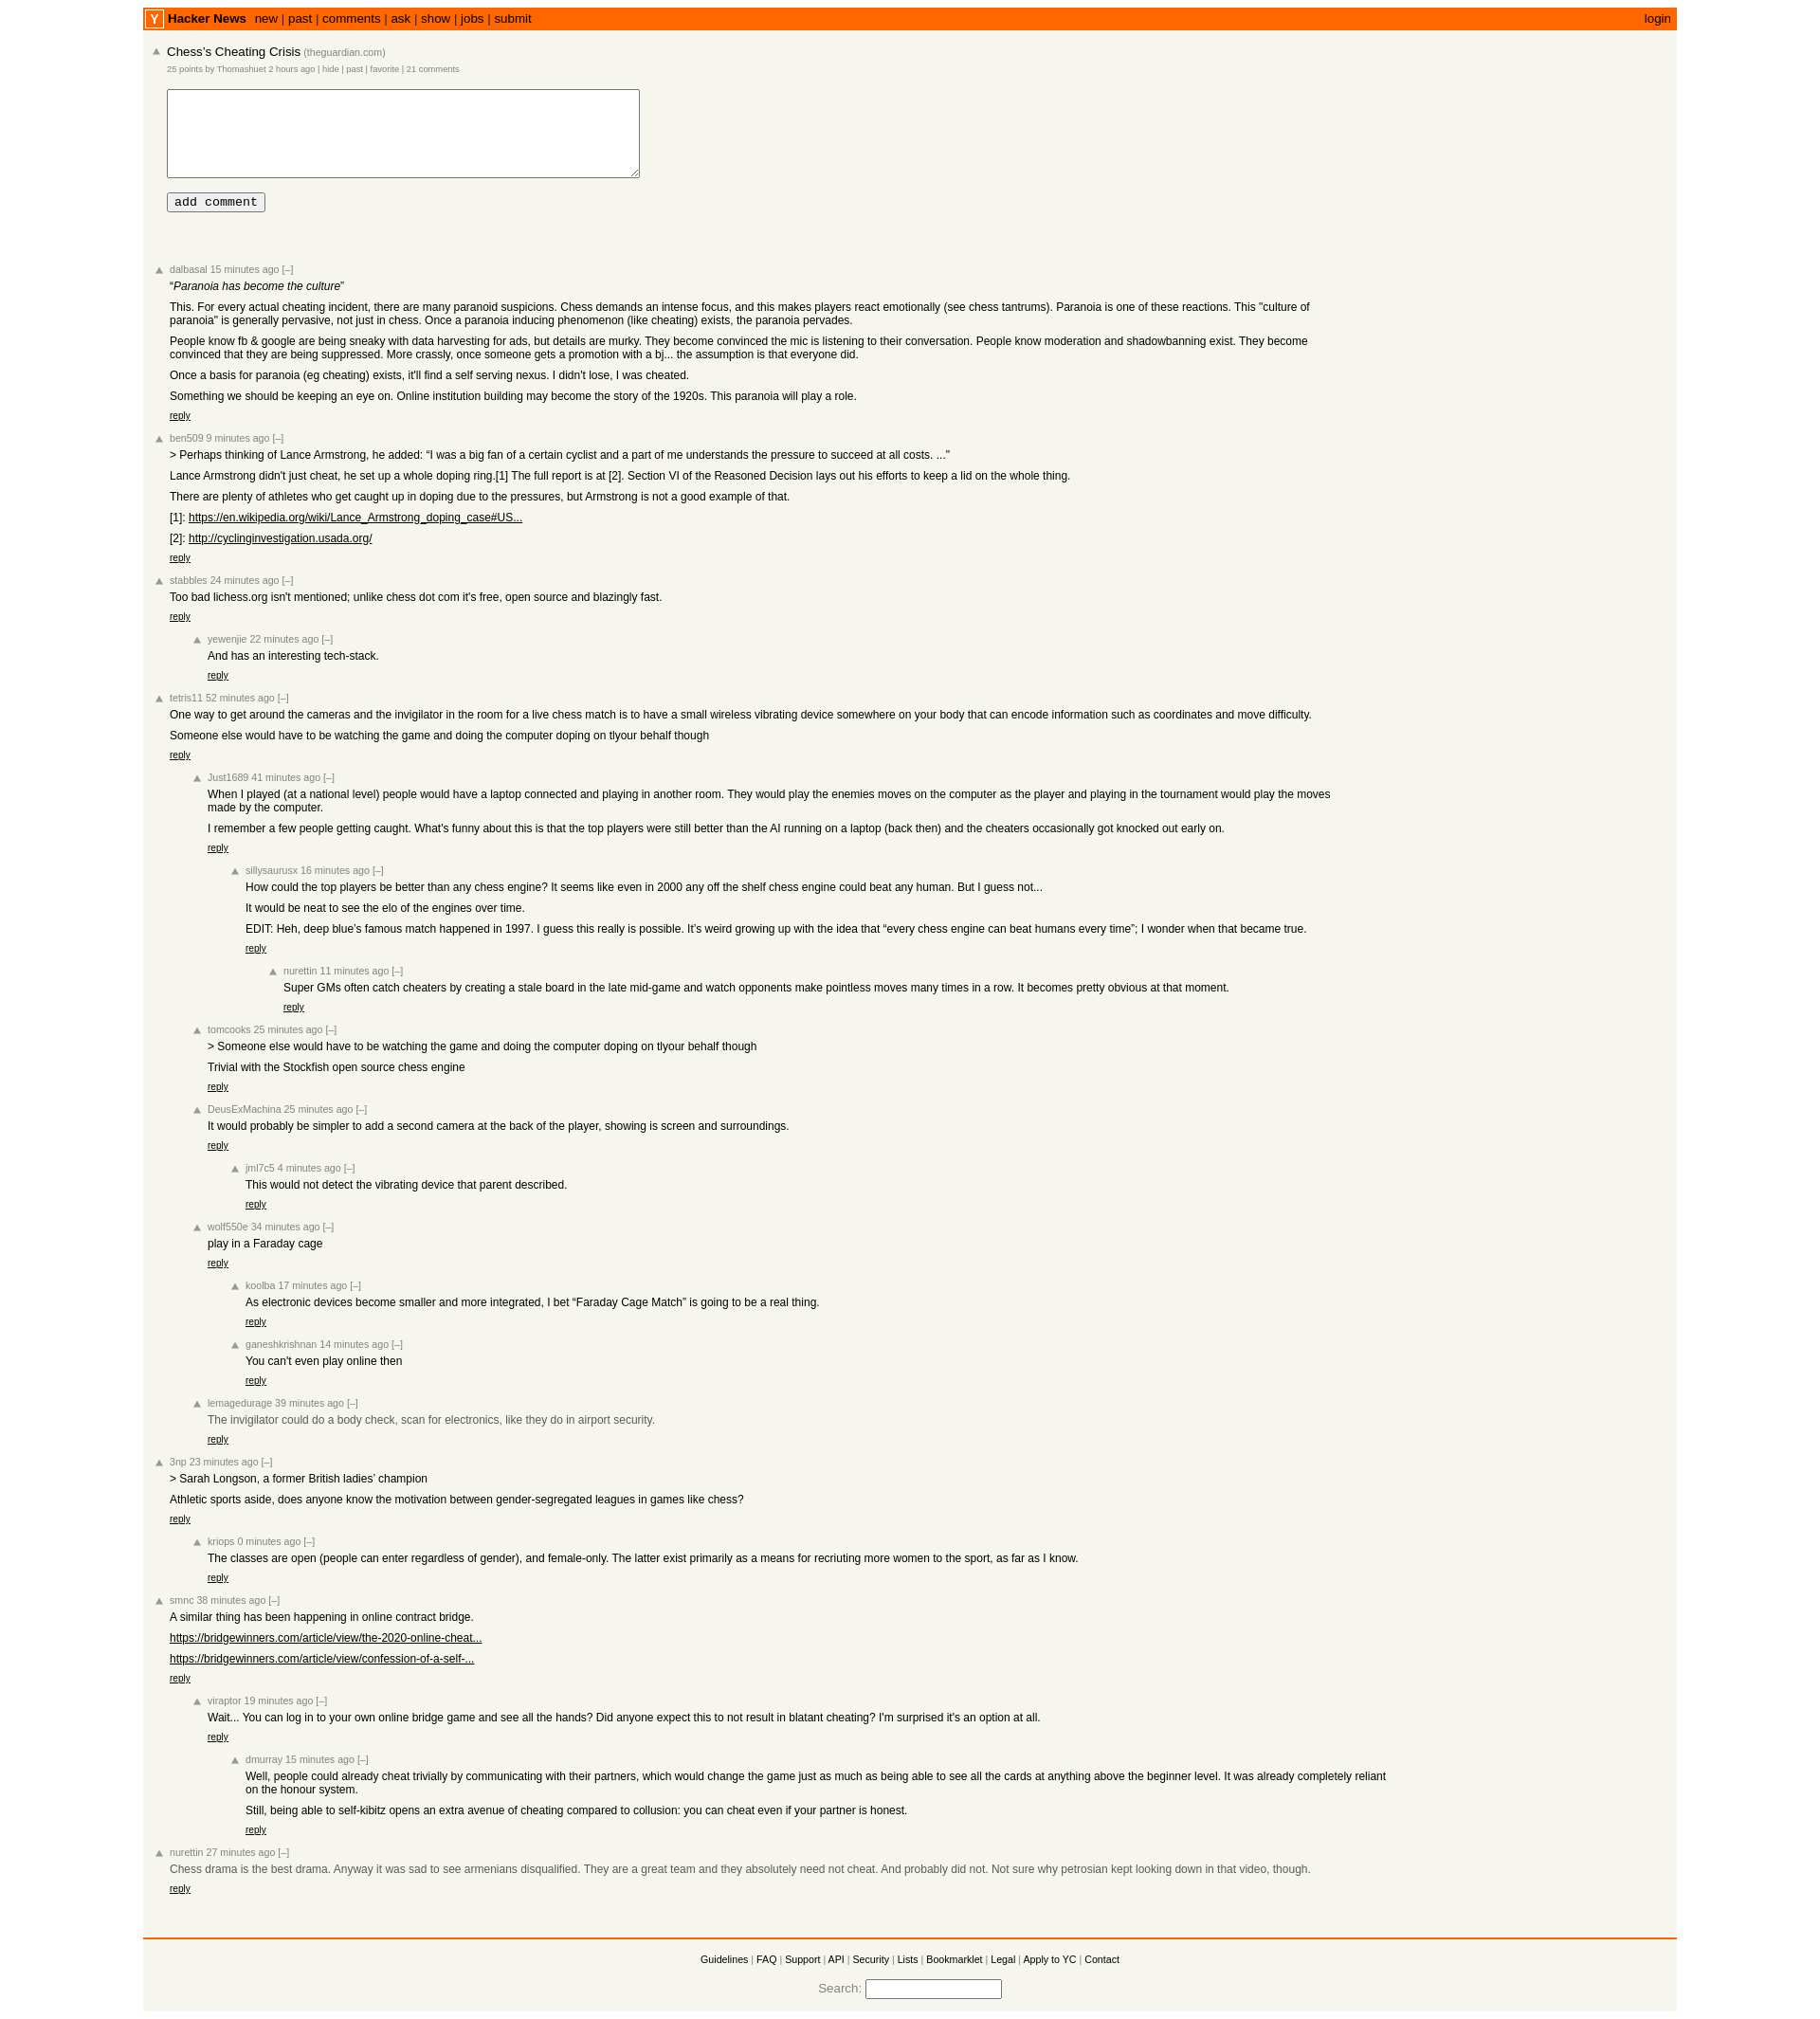 Y Hacker News new | past | comments | ask | show | jobs | submit login
Chess's Cheating Crisis (theguardian.com)
25 points by Thomashuet 2 hours ago | hide | past | favorite | 21 comments
add comment
dalbasal 15 minutes ago [–]
“Paranoia has become the culture”
This. For every actual cheating incident, there are many paranoid suspicions. Chess demands an intense focus, and this makes players react emotionally (see chess tantrums). Paranoia is one of these reactions. This "culture of
paranoia" is generally pervasive, not just in chess. Once a paranoia inducing phenomenon (like cheating) exists, the paranoia pervades.
People know fb & google are being sneaky with data harvesting for ads, but details are murky. They become convinced the mic is listening to their conversation. People know moderation and shadowbanning exist. They become
convinced that they are being suppressed. More crassly, once someone gets a promotion with a bj... the assumption is that everyone did.
Once a basis for paranoia (eg cheating) exists, it'll find a self serving nexus. I didn't lose, I was cheated.
Something we should be keeping an eye on. Online institution building may become the story of the 1920s. This paranoia will play a role.
reply
ben509 9 minutes ago [–]
> Perhaps thinking of Lance Armstrong, he added: “I was a big fan of a certain cyclist and a part of me understands the pressure to succeed at all costs. ..."
Lance Armstrong didn't just cheat, he set up a whole doping ring.[1] The full report is at [2]. Section VI of the Reasoned Decision lays out his efforts to keep a lid on the whole thing.
There are plenty of athletes who get caught up in doping due to the pressures, but Armstrong is not a good example of that.
[1]: https://en.wikipedia.org/wiki/Lance_Armstrong_doping_case#US...
[2]: http://cyclinginvestigation.usada.org/
reply
stabbles 24 minutes ago [–]
Too bad lichess.org isn't mentioned; unlike chess dot com it's free, open source and blazingly fast.
reply
yewenjie 22 minutes ago [–]
And has an interesting tech-stack.
reply
tetris11 52 minutes ago [–]
One way to get around the cameras and the invigilator in the room for a live chess match is to have a small wireless vibrating device somewhere on your body that can encode information such as coordinates and move difficulty.
Someone else would have to be watching the game and doing the computer doping on tlyour behalf though
reply
Just1689 41 minutes ago [–]
When I played (at a national level) people would have a laptop connected and playing in another room. They would play the enemies moves on the computer as the player and playing in the tournament would play the moves
made by the computer.
I remember a few people getting caught. What's funny about this is that the top players were still better than the AI running on a laptop (back then) and the cheaters occasionally got knocked out early on.
reply
sillysaurusx 16 minutes ago [–]
How could the top players be better than any chess engine? It seems like even in 2000 any off the shelf chess engine could beat any human. But I guess not...
It would be neat to see the elo of the engines over time.
EDIT: Heh, deep blue’s famous match happened in 1997. I guess this really is possible. It’s weird growing up with the idea that “every chess engine can beat humans every time”; I wonder when that became true.
reply
nurettin 11 minutes ago [–]
Super GMs often catch cheaters by creating a stale board in the late mid-game and watch opponents make pointless moves many times in a row. It becomes pretty obvious at that moment.
reply
tomcooks 25 minutes ago [–]
> Someone else would have to be watching the game and doing the computer doping on tlyour behalf though
Trivial with the Stockfish open source chess engine
reply
DeusExMachina 25 minutes ago [–]
It would probably be simpler to add a second camera at the back of the player, showing is screen and surroundings.
reply
jml7c5 4 minutes ago [–]
This would not detect the vibrating device that parent described.
reply
wolf550e 34 minutes ago [–]
play in a Faraday cage
reply
koolba 17 minutes ago [–]
As electronic devices become smaller and more integrated, I bet “Faraday Cage Match” is going to be a real thing.
reply
ganeshkrishnan 14 minutes ago [–]
You can't even play online then
reply
lemagedurage 39 minutes ago [–]
The invigilator could do a body check, scan for electronics, like they do in airport security.
reply
3np 23 minutes ago [–]
> Sarah Longson, a former British ladies’ champion
Athletic sports aside, does anyone know the motivation between gender-segregated leagues in games like chess?
reply
kriops 0 minutes ago [–]
The classes are open (people can enter regardless of gender), and female-only. The latter exist primarily as a means for recriuting more women to the sport, as far as I know.
reply
smnc 38 minutes ago [–]
A similar thing has been happening in online contract bridge.
https://bridgewinners.com/article/view/the-2020-online-cheat...
https://bridgewinners.com/article/view/confession-of-a-self-...
reply
viraptor 19 minutes ago [–]
Wait... You can log in to your own online bridge game and see all the hands? Did anyone expect this to not result in blatant cheating? I'm surprised it's an option at all.
reply
dmurray 15 minutes ago [–]
Well, people could already cheat trivially by communicating with their partners, which would change the game just as much as being able to see all the cards at anything above the beginner level. It was already completely reliant
on the honour system.
Still, being able to self-kibitz opens an extra avenue of cheating compared to collusion: you can cheat even if your partner is honest.
reply
nurettin 27 minutes ago [–]
Chess drama is the best drama. Anyway it was sad to see armenians disqualified. They are a great team and they absolutely need not cheat. And probably did not. Not sure why petrosian kept looking down in that video, though.
reply
Guidelines | FAQ | Support | API | Security | Lists | Bookmarklet | Legal | Apply to YC | Contact
Search: